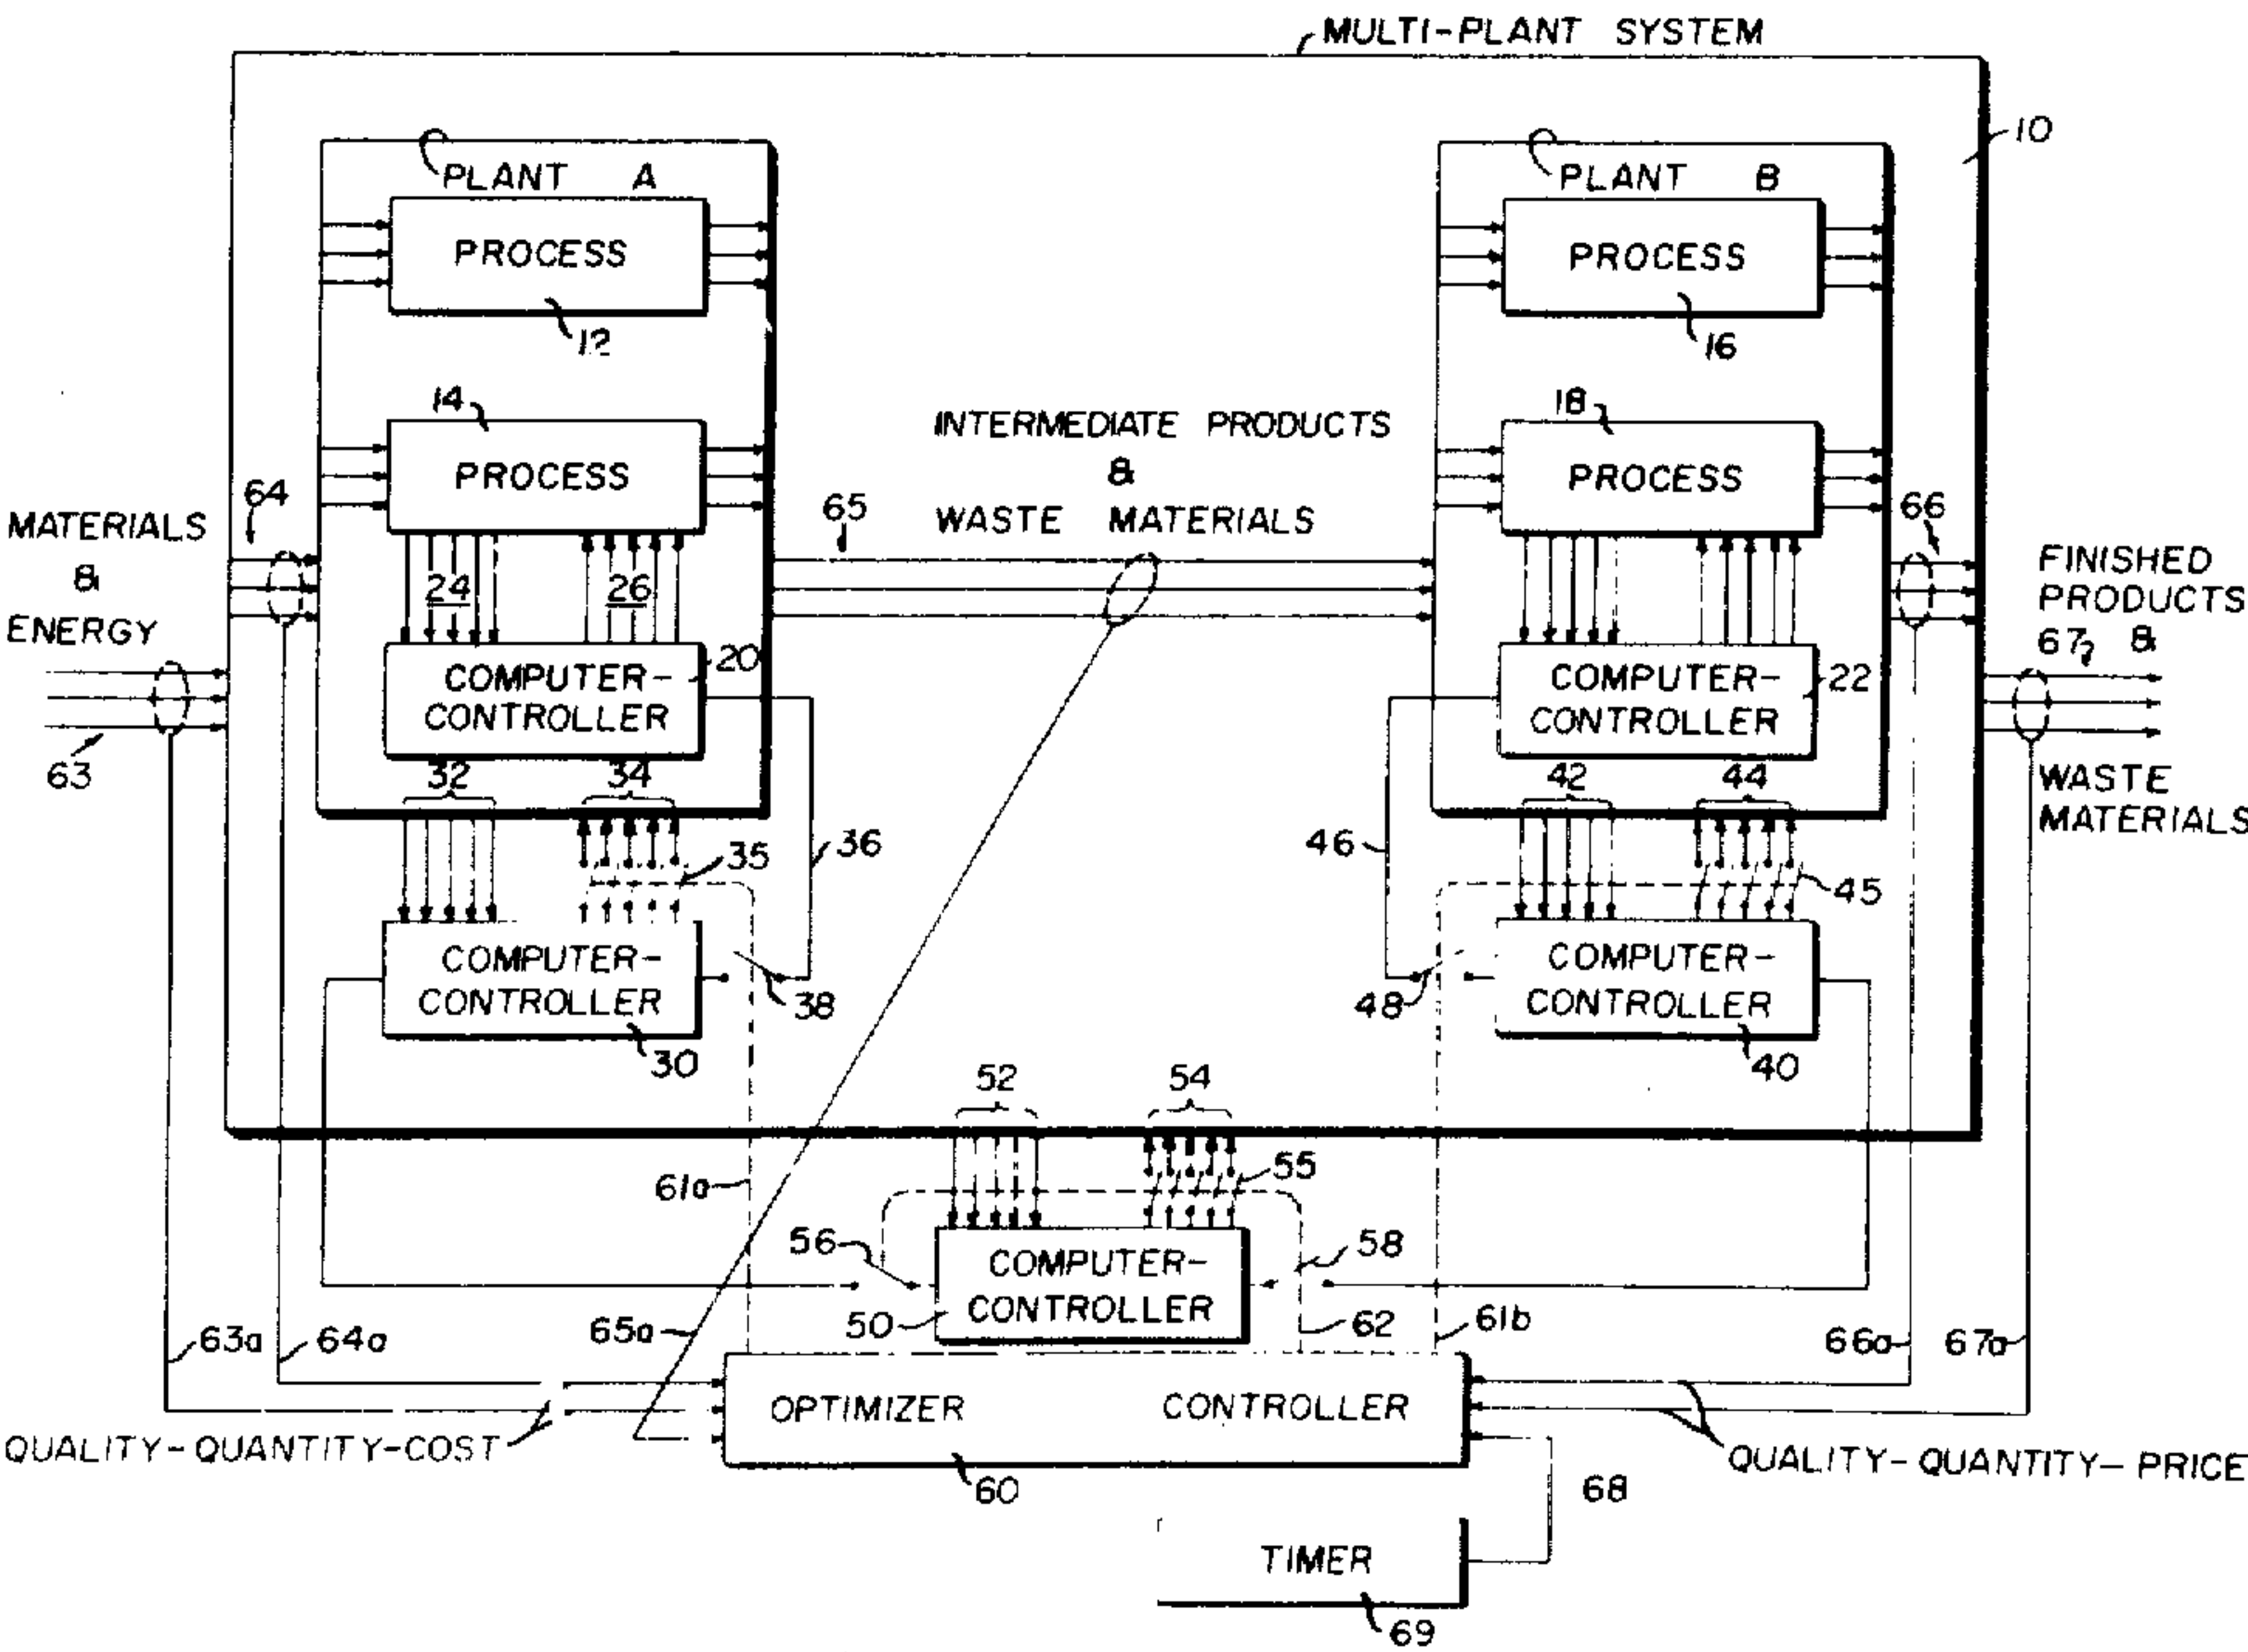 MULTI-PLANT SYSTEM
10
PLANT A
PROCESS
12
14
PROCESS
24
26
COMPUTER-
CONTROLLER
20
32
34
35
36
38
COMPUTER-
CONTROLLER
30
PLANT B
PROCESS
16
18
PROCESS
COMPUTER-
CONTROLLER
22
42
44
45
46
48
COMPUTER-
CONTROLLER
40
MATERIALS
&
ENERGY
63
64
INTERMEDIATE PRODUCTS
&
WASTE MATERIALS
65
66
FINISHED
PRODUCTS
67 &
WASTE
MATERIALS
52
54
55
56
58
COMPUTER-
CONTROLLER
50
61a
61b
62
63a
64a
65a
66a
67a
OPTIMIZER CONTROLLER
60
QUALITY-QUANTITY-COST
QUALITY-QUANTITY-PRICE
68
TIMER
69